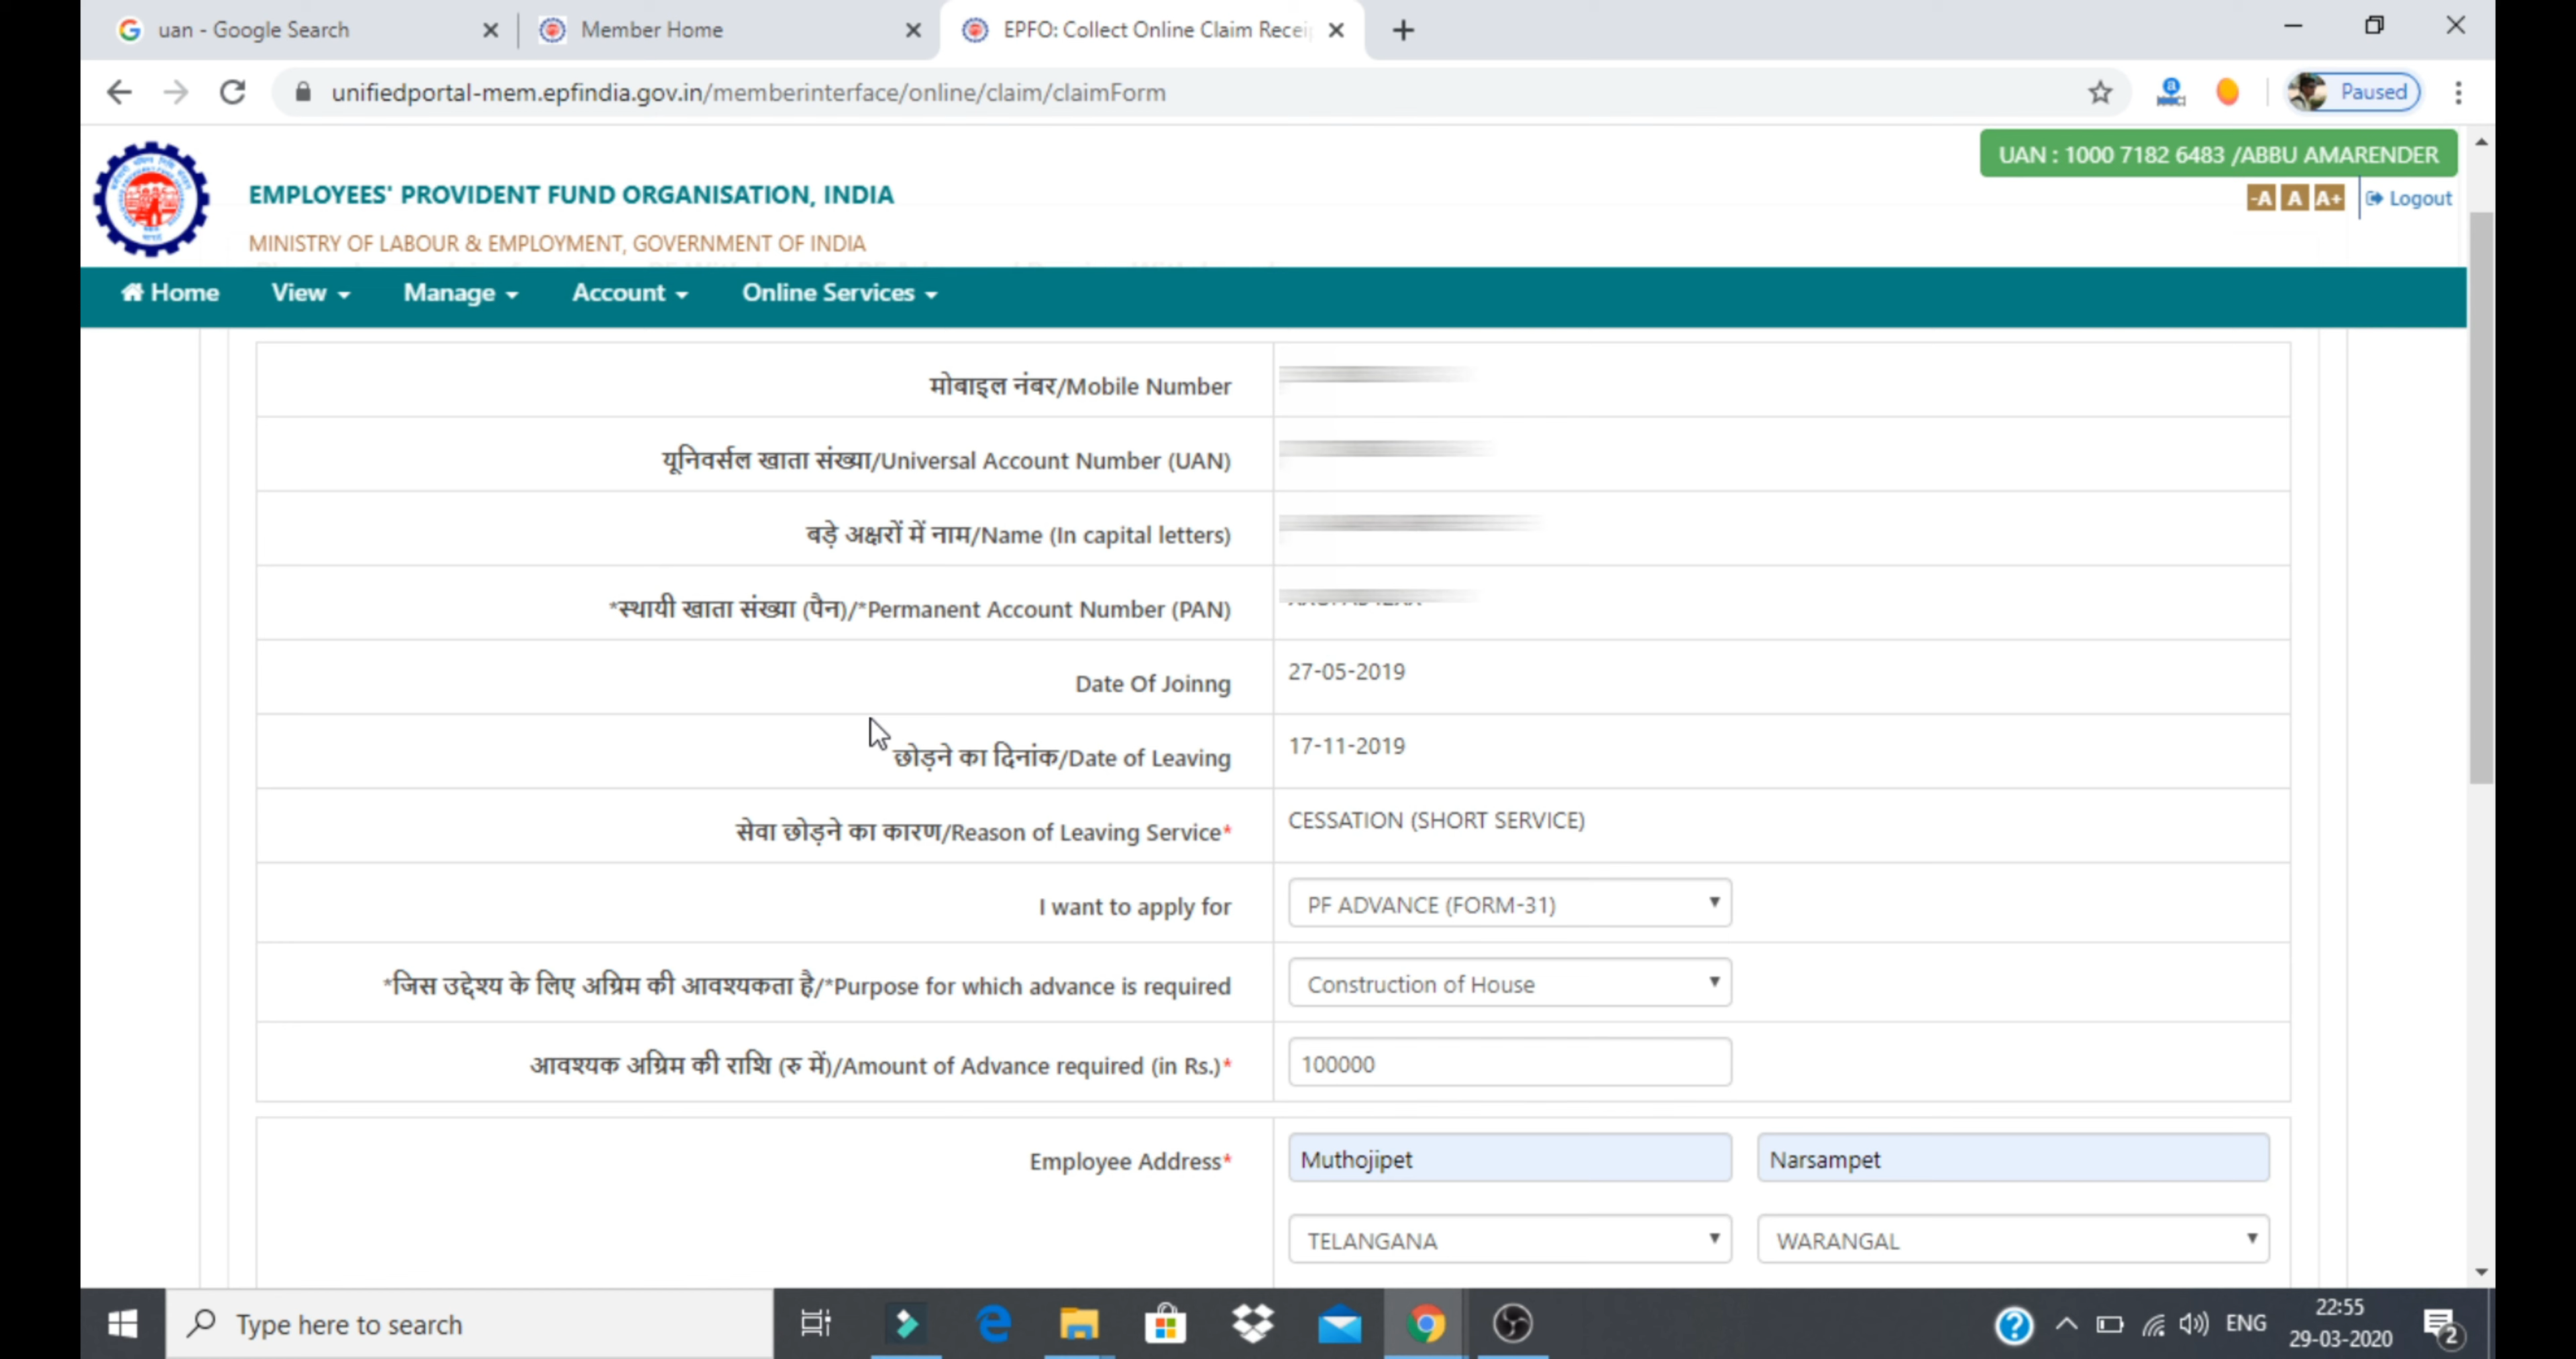 uan - Google Search
Member Home
EPFO: Collect Online Claim Recei
unifiedportal-mem.epfindia.gov.in/memberinterface/online/claim/claimForm
Paused
UAN : 1000 7182 6483 /ABBU AMARENDER
EMPLOYEES' PROVIDENT FUND ORGANISATION, INDIA
-A A A+ Logout
MINISTRY OF LABOUR & EMPLOYMENT, GOVERNMENT OF INDIA
Home View Manage Account Online Services
मोबाइल नंबर/Mobile Number
यूनिवर्सल खाता संख्या/Universal Account Number (UAN)
बड़े अक्षरों में नाम/Name (In capital letters)
*स्थायी खाता संख्या (पैन)/*Permanent Account Number (PAN)
Date Of Joinng 27-05-2019
छोड़ने का दिनांक/Date of Leaving 17-11-2019
सेवा छोड़ने का कारण/Reason of Leaving Service* CESSATION (SHORT SERVICE)
I want to apply for PF ADVANCE (FORM-31)
*जिस उद्देश्य के लिए अग्रिम की आवश्यकता है/*Purpose for which advance is required Construction of House
आवश्यक अग्रिम की राशि (रु में)/Amount of Advance required (in Rs.)* 100000
Employee Address* Muthojipet Narsampet
TELANGANA WARANGAL
Type here to search
ENG
22:55
29-03-2020
2